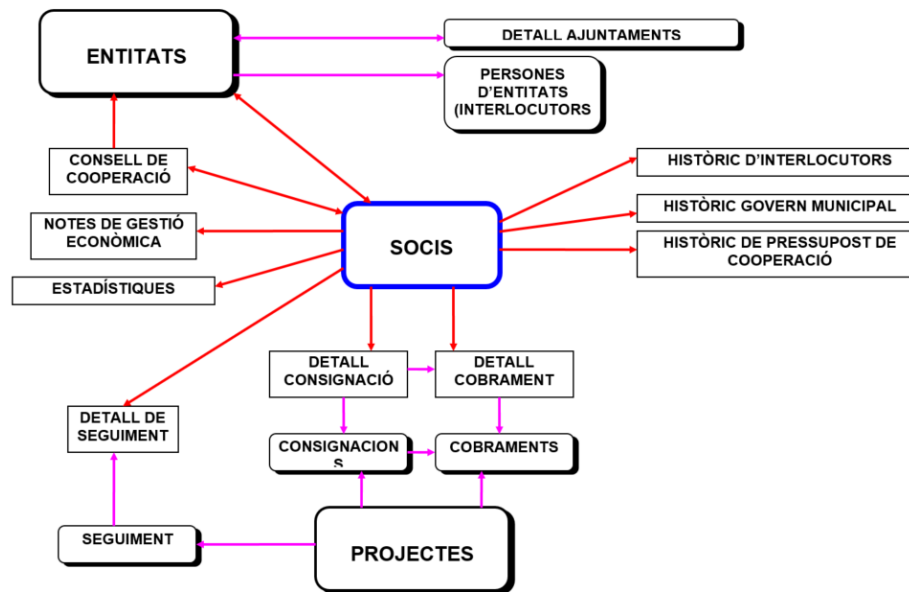 ENTITATS
DETALL AJUNTAMENTS
PERSONES
D'ENTITATS
(INTERLOCUTORS
CONSELL DE
COOPERACIÓ
HISTÒRIC D'INTERLOCUTORS
NOTES DE GESTIÓ
ECONÒMICA
SOCIS
HISTÒRIC GOVERN MUNICIPAL
HISTÒRIC DE PRESSUPOST DE
COOPERACIÓ
ESTADÍSTIQUES
DETALL
CONSIGNACIÓ
DETALL
COBRAMENT
DETALL DE
SEGUIMENT
CONSIGNACION
S
COBRAMENTS
SEGUIMENT
PROJECTES